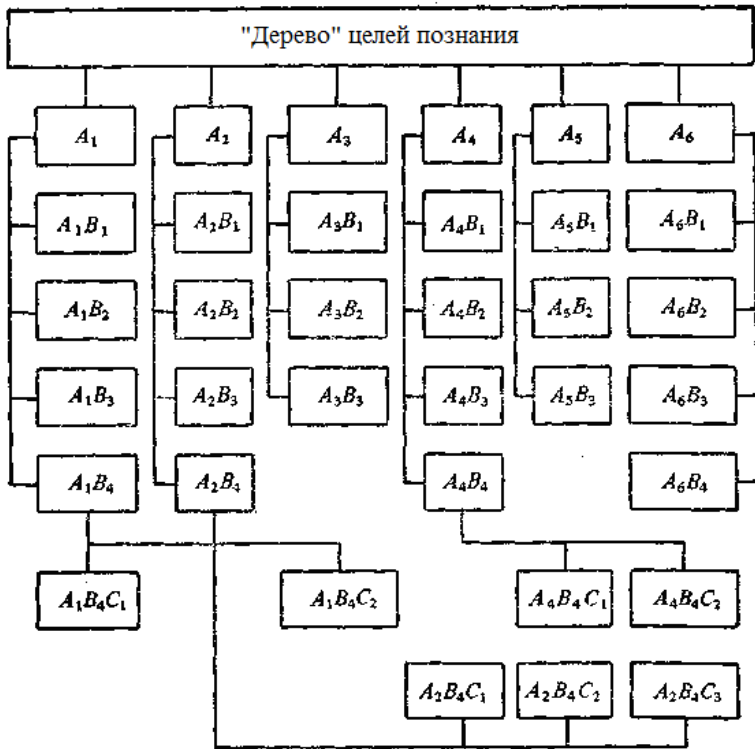 "Дерево" целей познания
A₁ A₂ A₃ A₄ A₅ A₆
A₁B₁ A₂B₁ A₃B₁ A₄B₁ A₅B₁ A₆B₁
A₁B₂ A₂B₂ A₃B₂ A₄B₂ A₅B₂ A₆B₂
A₁B₃ A₂B₃ A₃B₃ A₄B₃ A₅B₃ A₆B₃
A₁B₄ A₂B₄ A₄B₄ A₆B₄
A₁B₄C₁ A₁B₄C₂ A₄B₄C₁ A₄B₄C₂
A₂B₄C₁ A₂B₄C₂ A₂B₄C₃